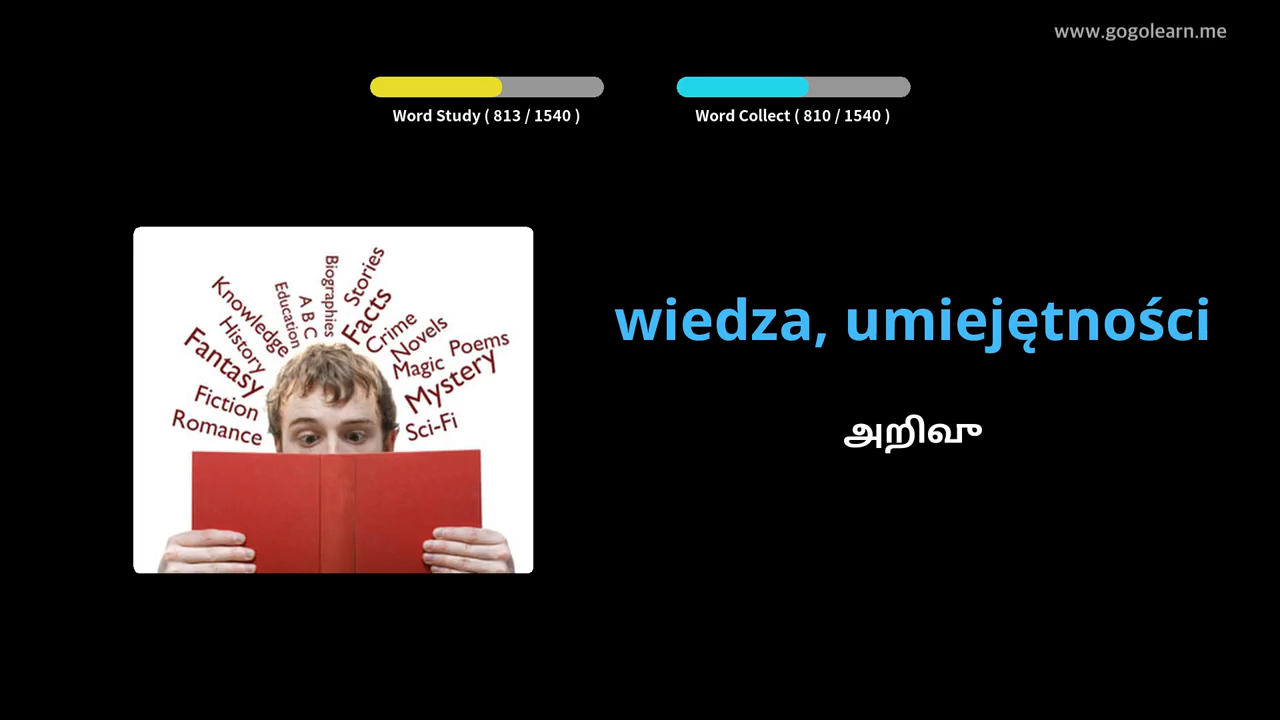 www.gogolearn.me
Word Study ( 813 / 1540 )
Word Collect ( 810 / 1540 )
Knowledge
History
Fantasy
Fiction
Romance
Education
A B C
Biographies
Stories
Facts
Crime
Novels
Magic
Poems
Mystery
Sci-Fi
wiedza, umiejętności
அறிவு